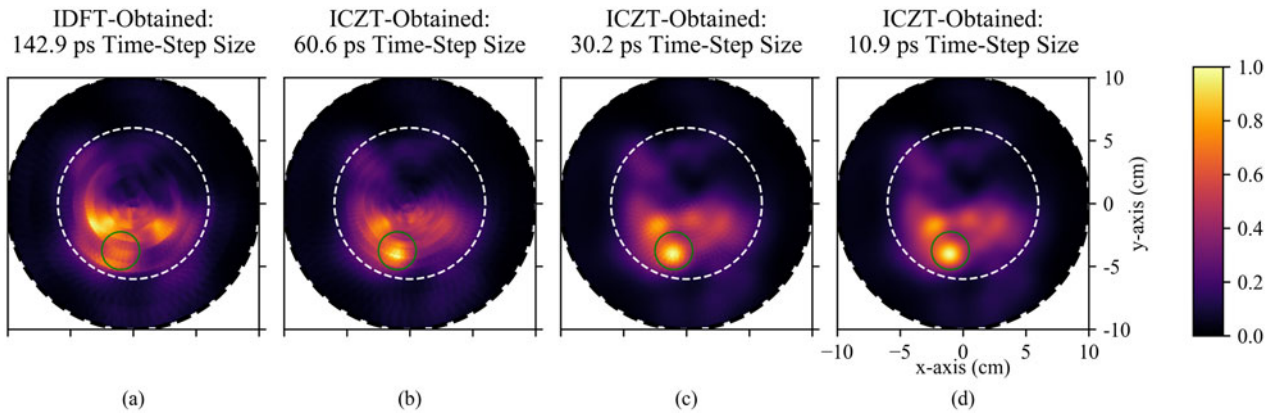 IDFT-Obtained:
142.9 ps Time-Step Size
ICZT-Obtained:
60.6 ps Time-Step Size
ICZT-Obtained:
30.2 ps Time-Step Size
ICZT-Obtained:
10.9 ps Time-Step Size
10
5
0
-5
-10
y-axis (cm)
−10
−5
0
5
10
x-axis (cm)
1.0
0.8
0.6
0.4
0.2
0.0
(a)
(b)
(c)
(d)